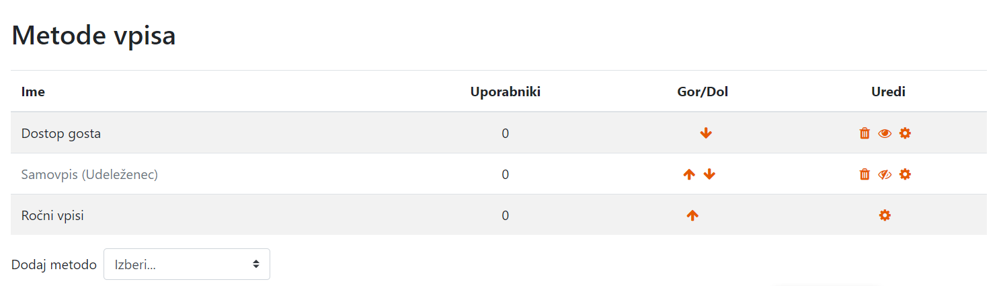 Metode vpisa
Ime Uporabniki Gor/Dol Uredi
Dostop gosta 0
Samovpis (Udeleženec) 0
Ročni vpisi 0
Dodaj metodo Izberi...